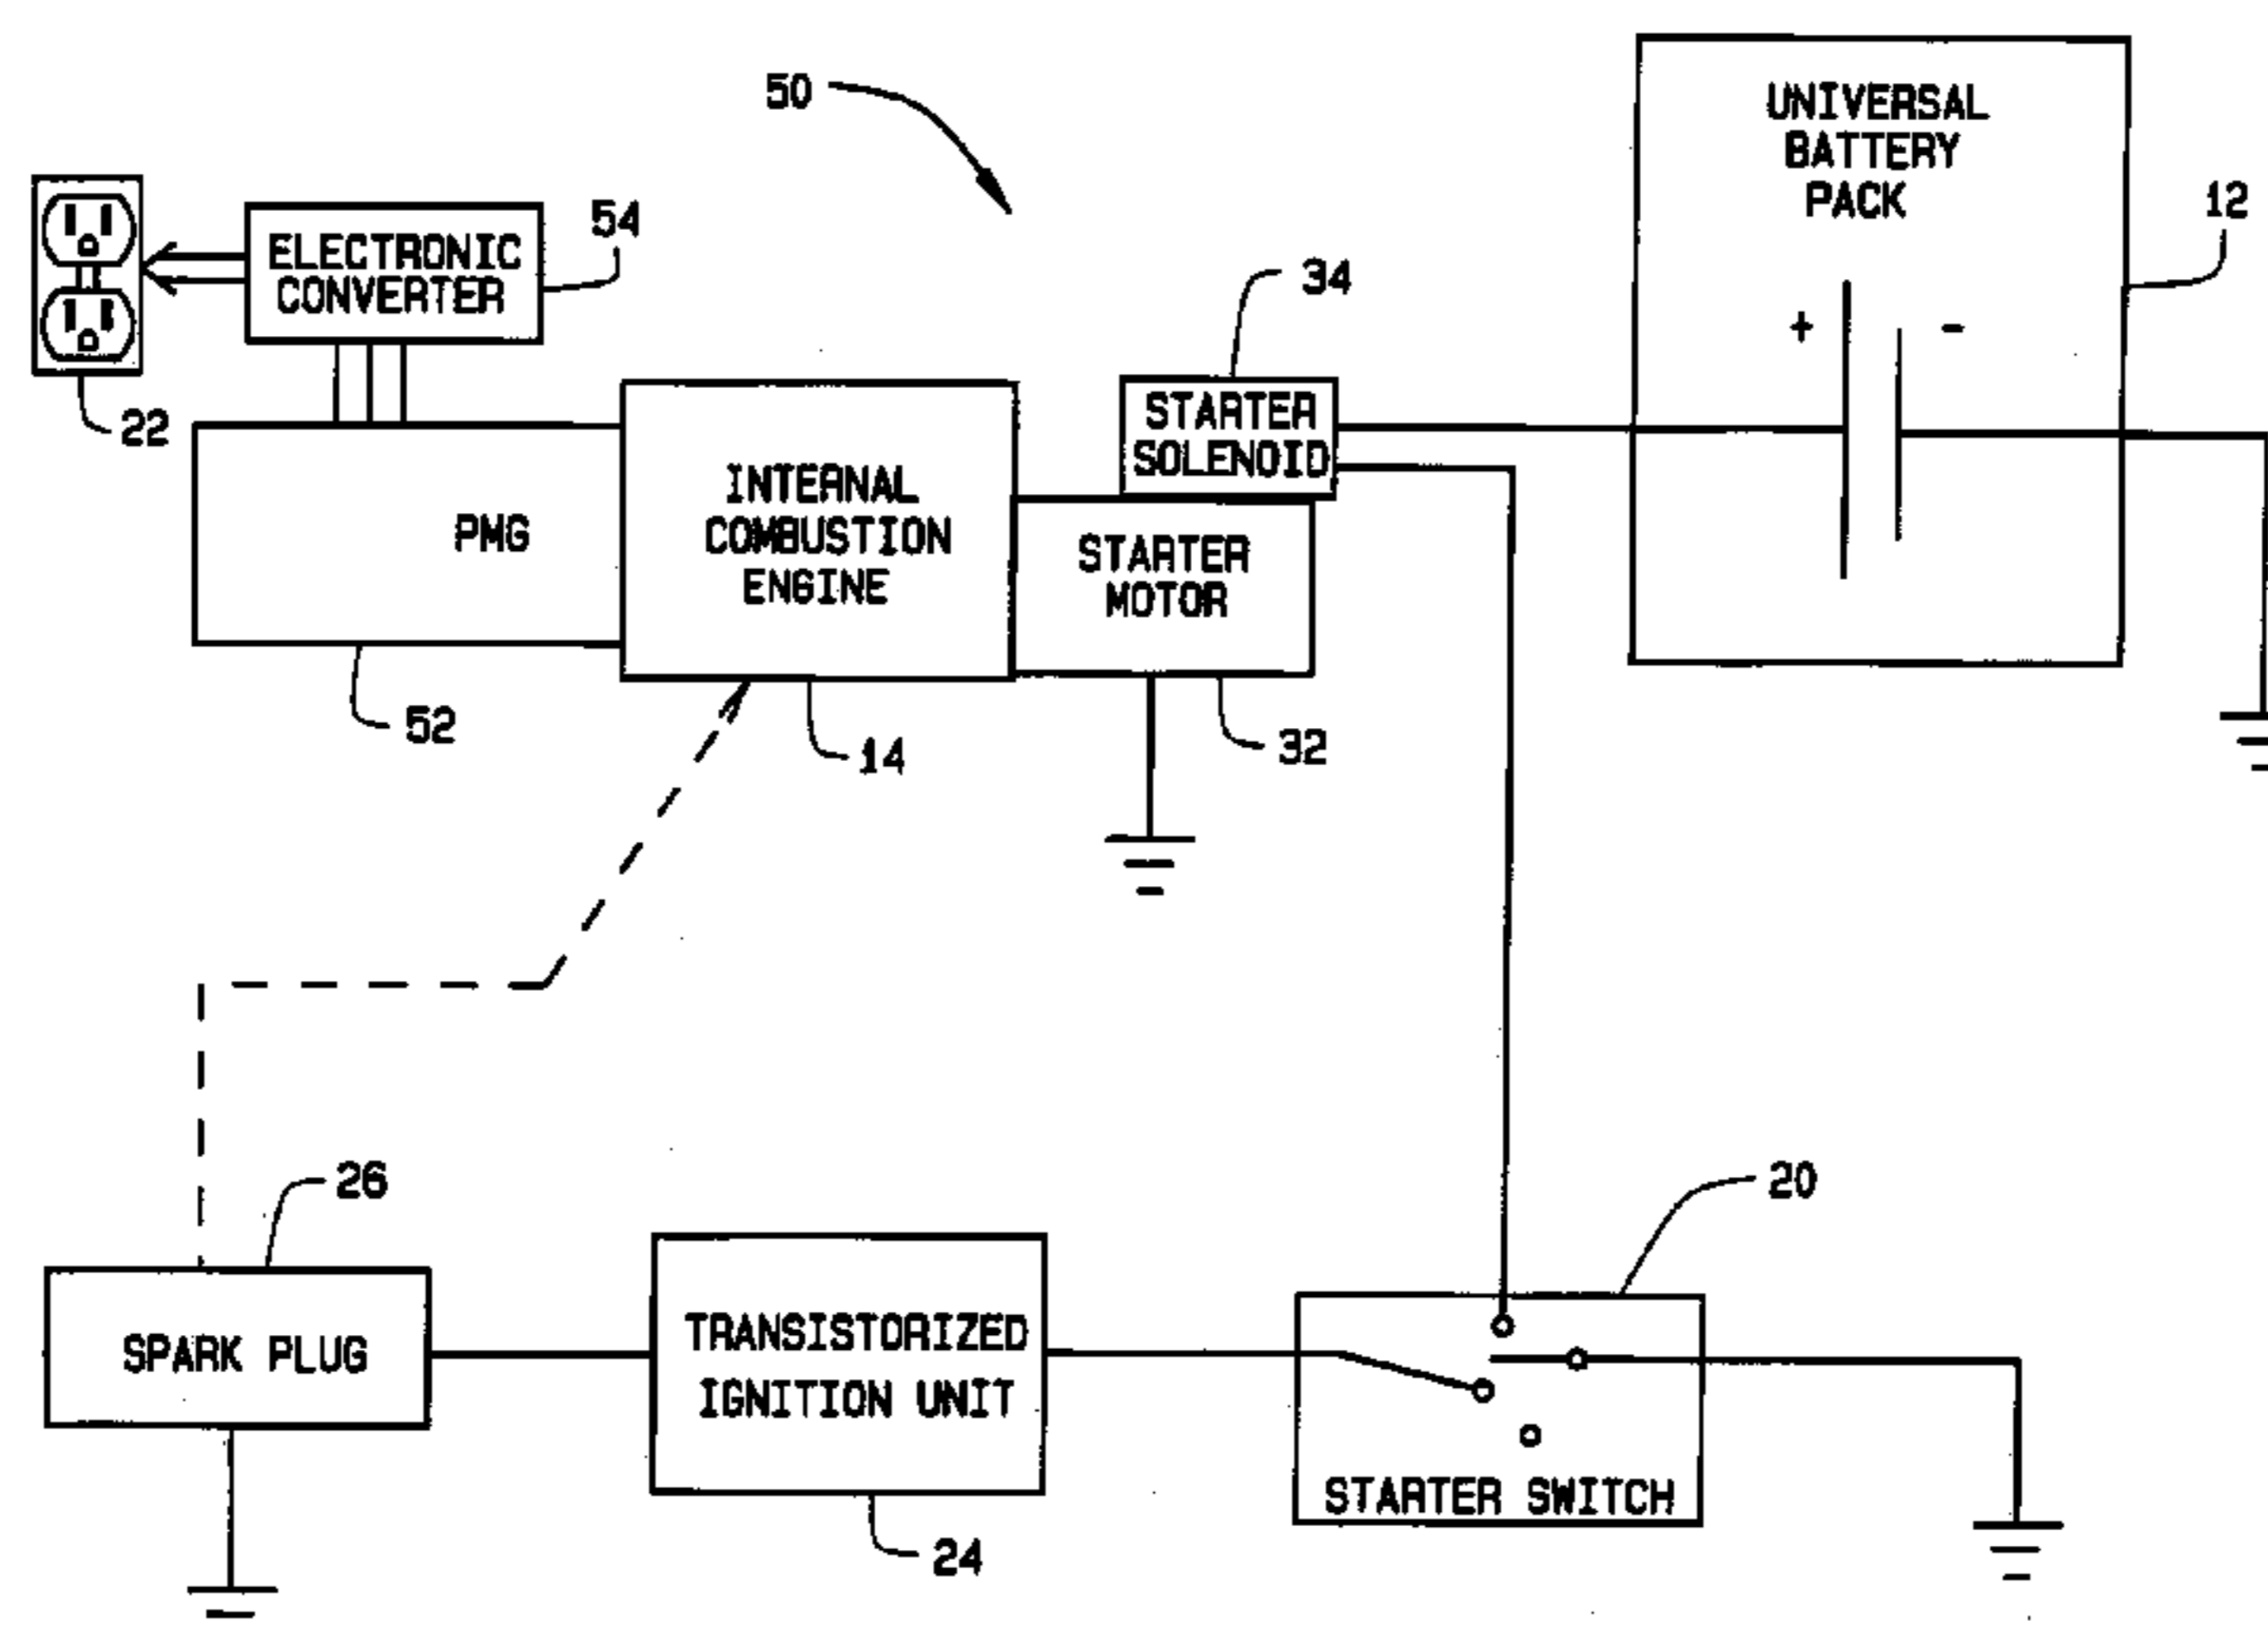 50
UNIVERSAL
BATTERY
PACK
12
54
ELECTRONIC
CONVERTER
22
34
+ -
STARTER
SOLENOID
INTERNAL
COMBUSTION
ENGINE
PMG
STARTER
MOTOR
52
14
32
26
20
SPARK PLUG
TRANSISTORIZED
IGNITION UNIT
STARTER SWITCH
24